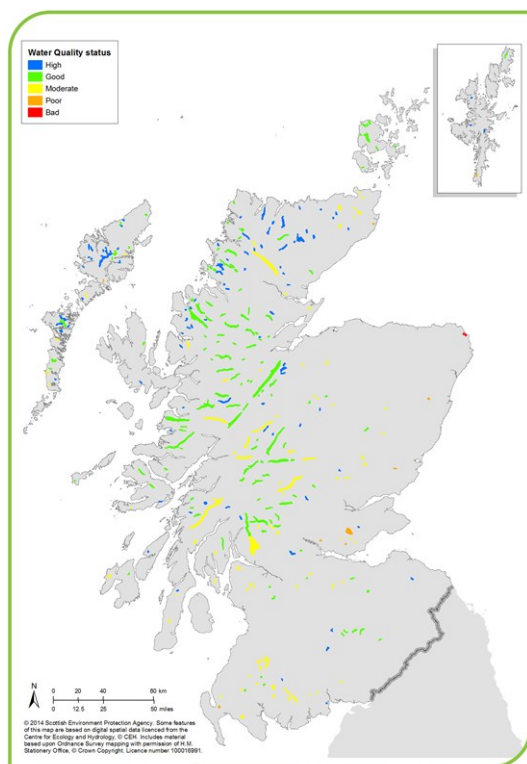 Water Quality status
High
Good
Moderate
Poor
Bad
N
0 20 40 80 km
0 12.5 25 50 miles
© 2014 Scottish Environment Protection Agency. Some features
of this map are based on digital spatial data licenced from the
Centre for Ecology and Hydrology, © CEH. Includes material
based upon Ordnance Survey mapping with permission of H.M.
Stationery Office, © Crown Copyright. Licence number 100016991.